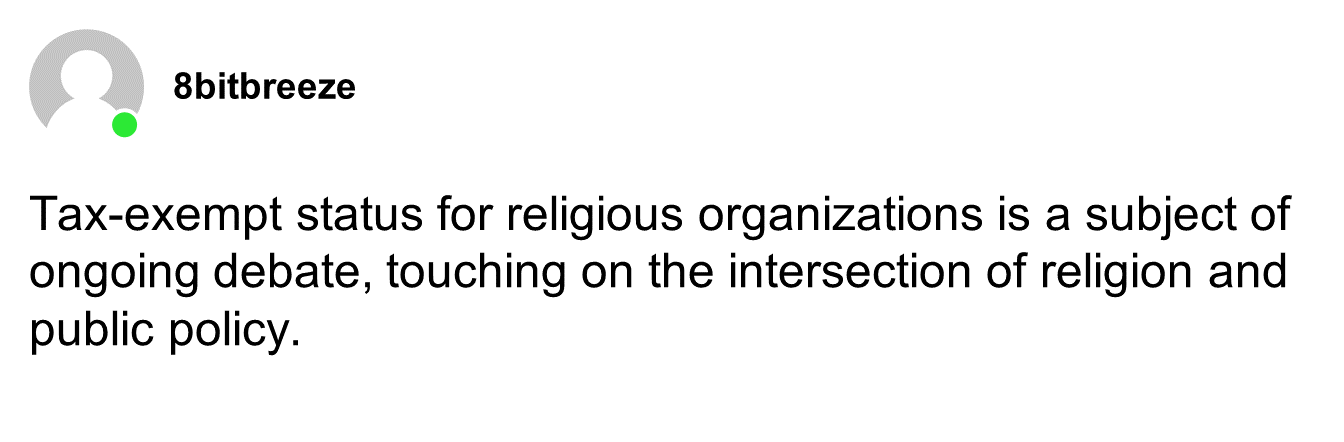 8bitbreeze
Tax-exempt status for religious organizations is a subject of
ongoing debate, touching on the intersection of religion and
public policy.